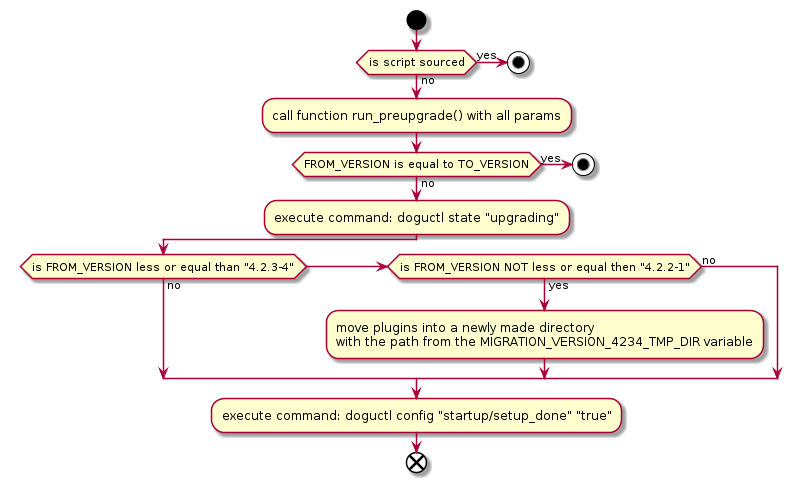 is script sourced
yes
no
call function run_preupgrade() with all params
FROM_VERSION is equal to TO_VERSION
yes
no
execute command: doguctl state "upgrading"
is FROM_VERSION less or equal than "4.2.3-4"
no
is FROM_VERSION NOT less or equal then "4.2.2-1"
no
yes
move plugins into a newly made directory
with the path from the MIGRATION_VERSION_4234_TMP_DIR variable
execute command: doguctl config "startup/setup_done" "true"